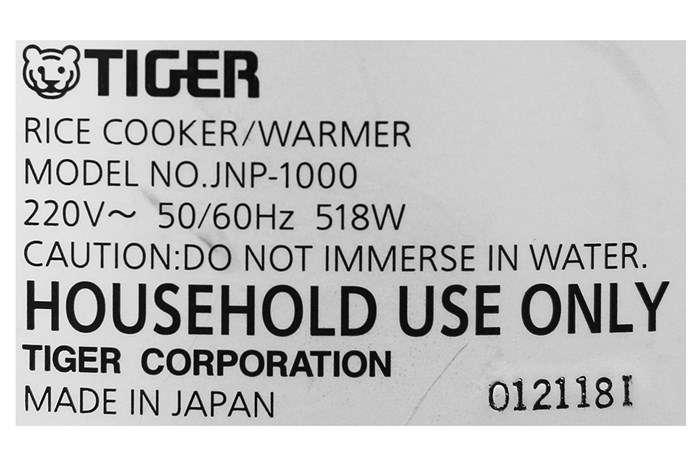 TIGER
RICE COOKER/WARMER
MODEL NO.JNP-1000
220V～ 50/60Hz 518W
CAUTION:DO NOT IMMERSE IN WATER.
HOUSEHOLD USE ONLY
TIGER CORPORATION
MADE IN JAPAN
012118I